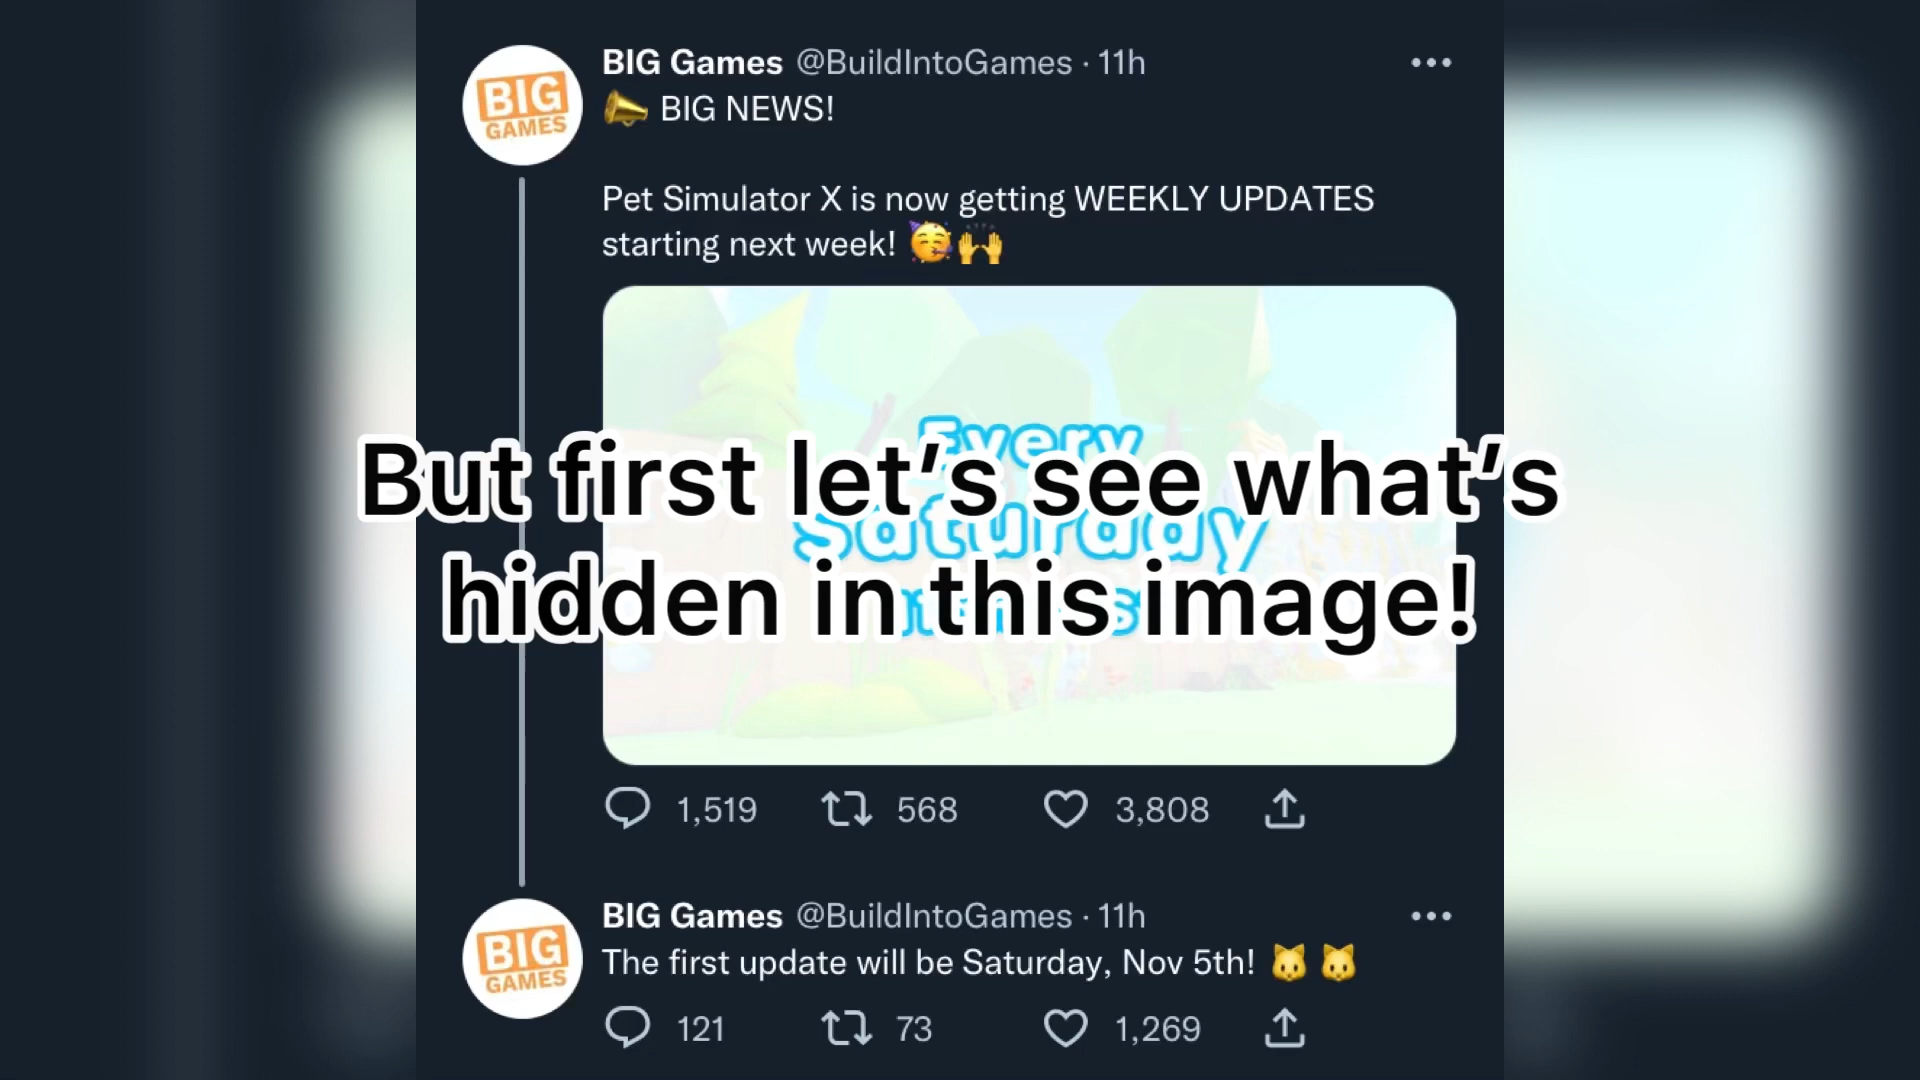 BIG GAMES
BIG Games @BuildIntoGames · 11h
📣 BIG NEWS!
Pet Simulator X is now getting WEEKLY UPDATES
starting next week! 🥳🙌
Every
But first let’s see what’s
Saturday
hidden in this image!
1,519 568 3,808
BIG GAMES
BIG Games @BuildIntoGames · 11h
The first update will be Saturday, Nov 5th! 🐱 🐱
121 73 1,269